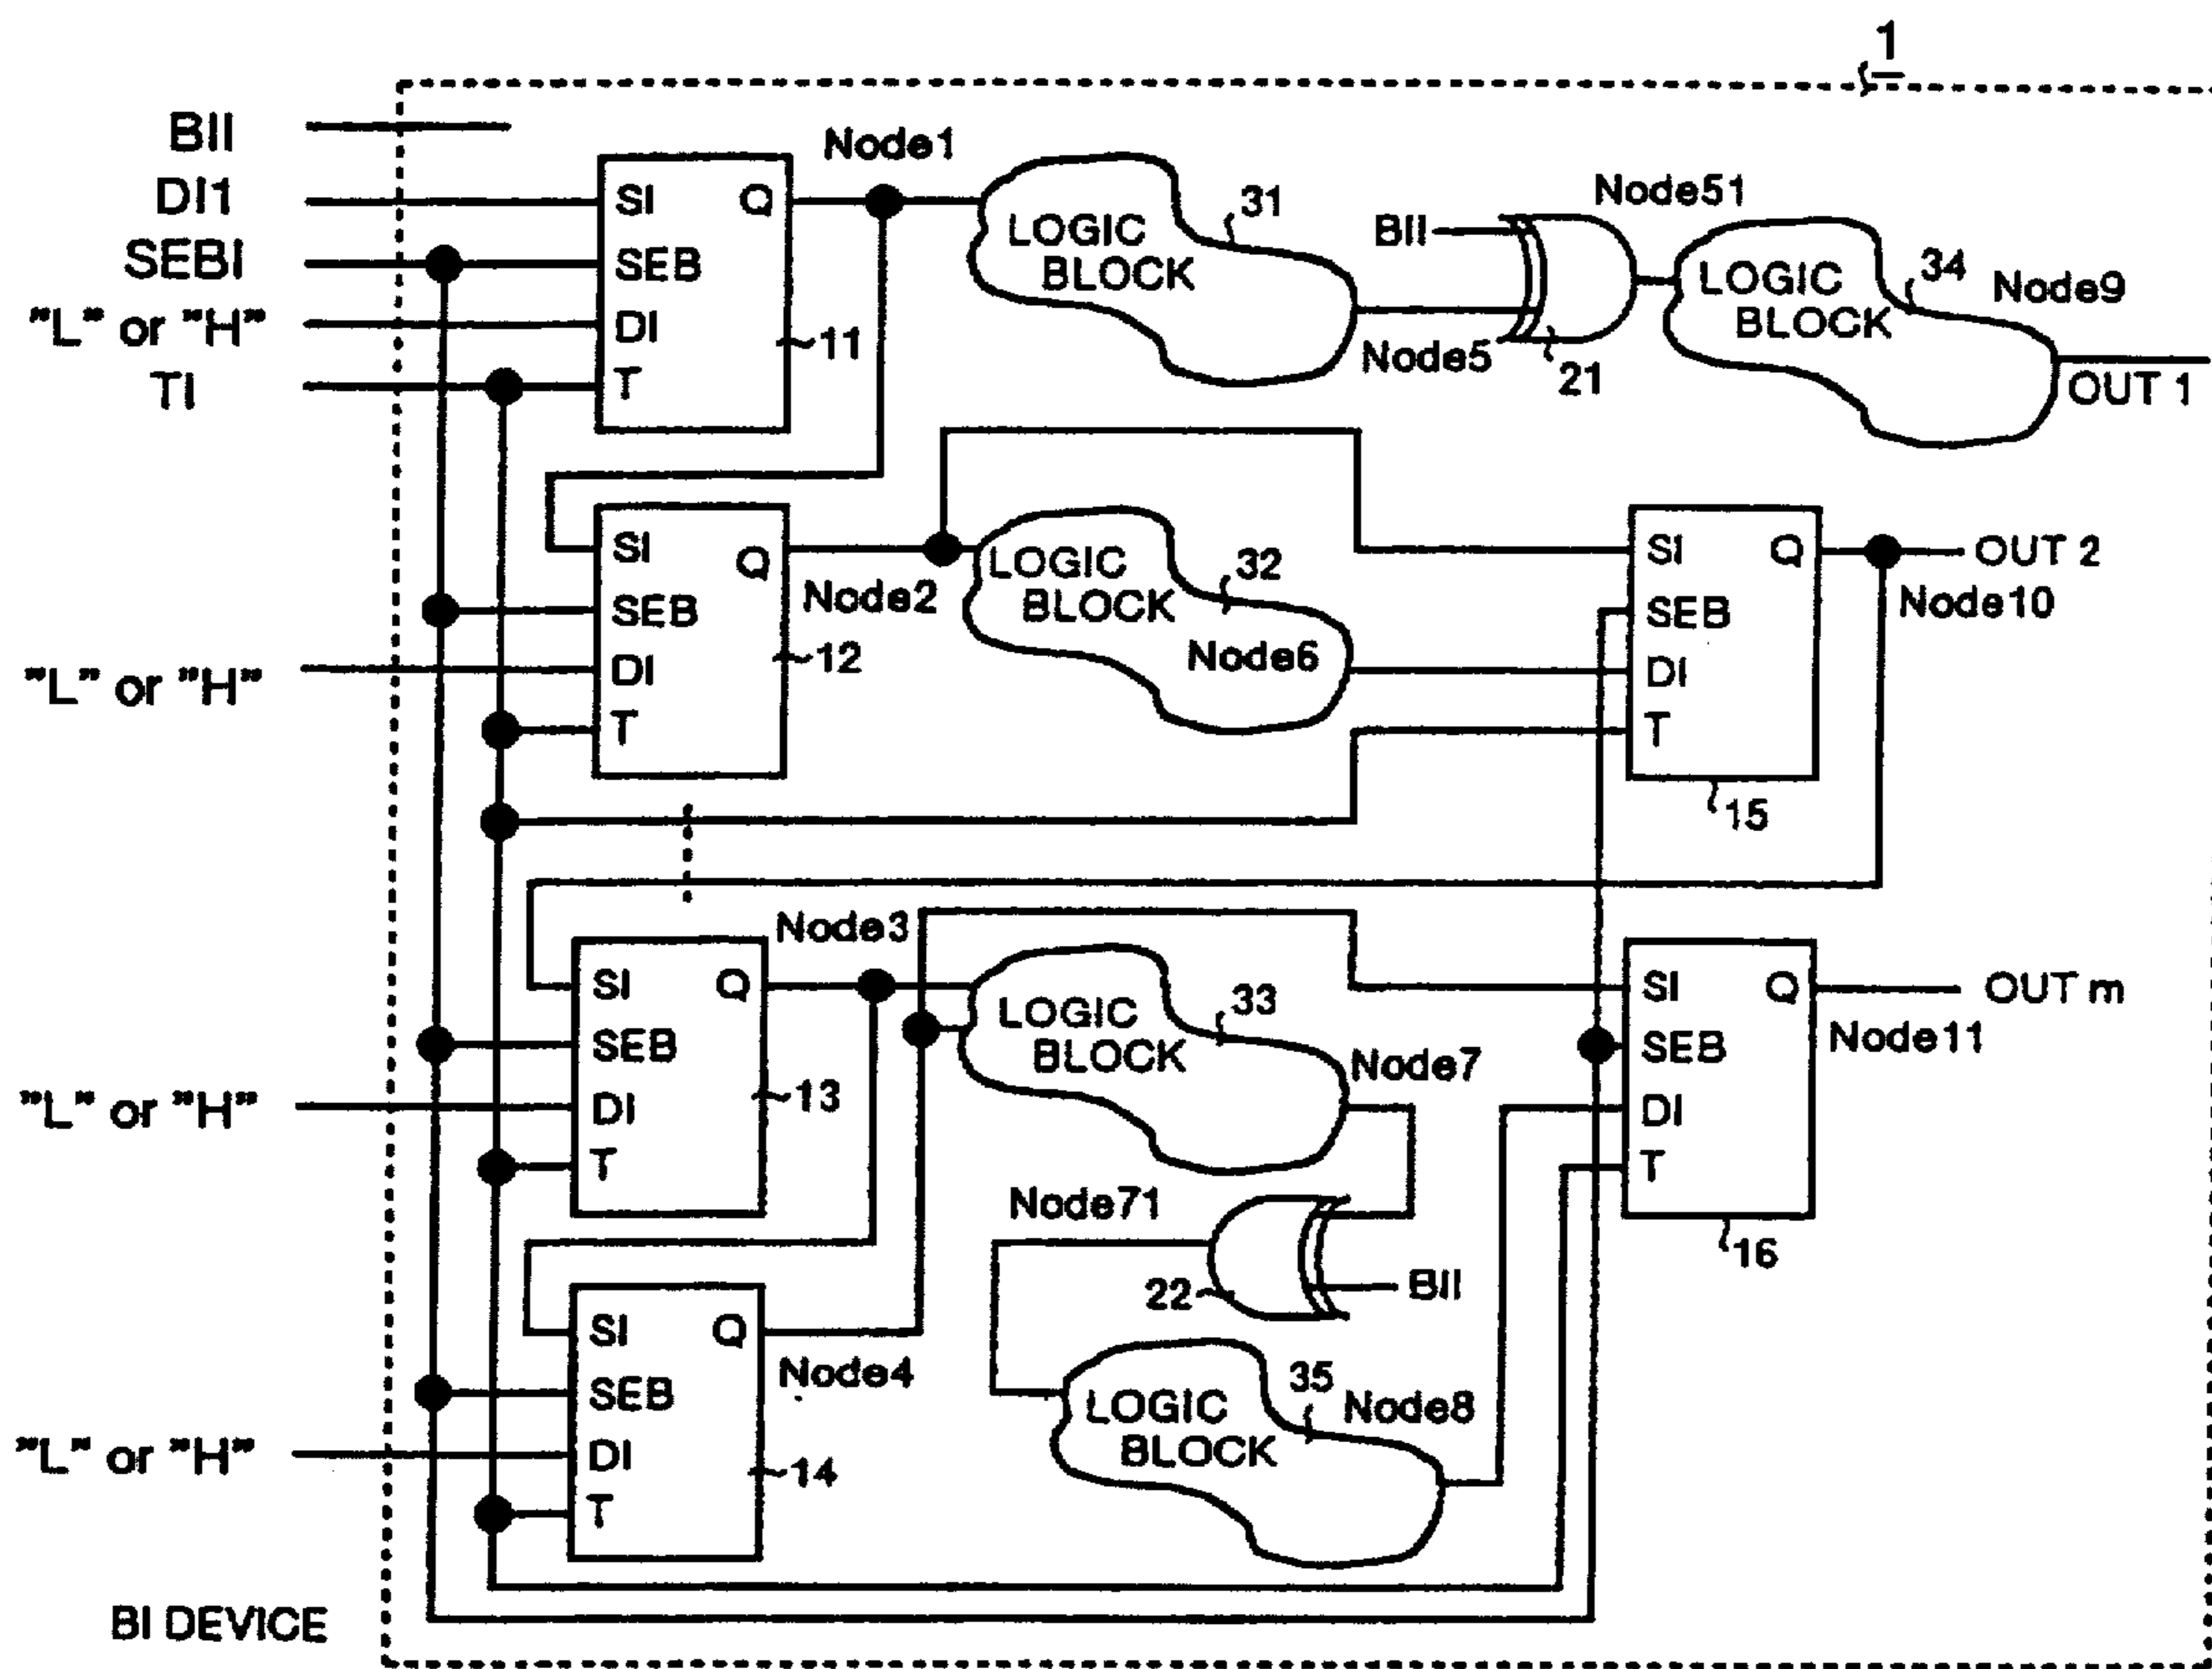 1
BII
DI1
SEBI
"L" or "H"
TI
SI Q
SEB
DI
T
11
Node1
LOGIC
BLOCK
31
BII
Node5
21
Node51
LOGIC
BLOCK
34
Node9
OUT 1
"L" or "H"
SI Q
SEB
DI
T
12
Node2
LOGIC
BLOCK
32
Node6
SI Q
SEB
DI
T
15
OUT 2
Node10
"L" or "H"
SI Q
SEB
DI
T
13
Node3
LOGIC
BLOCK
33
Node7
SI Q
SEB
DI
T
16
OUT m
Node11
Node71
22
BII
"L" or "H"
SI Q
SEB
DI
T
14
Node4
LOGIC
BLOCK
35
Node8
BI DEVICE